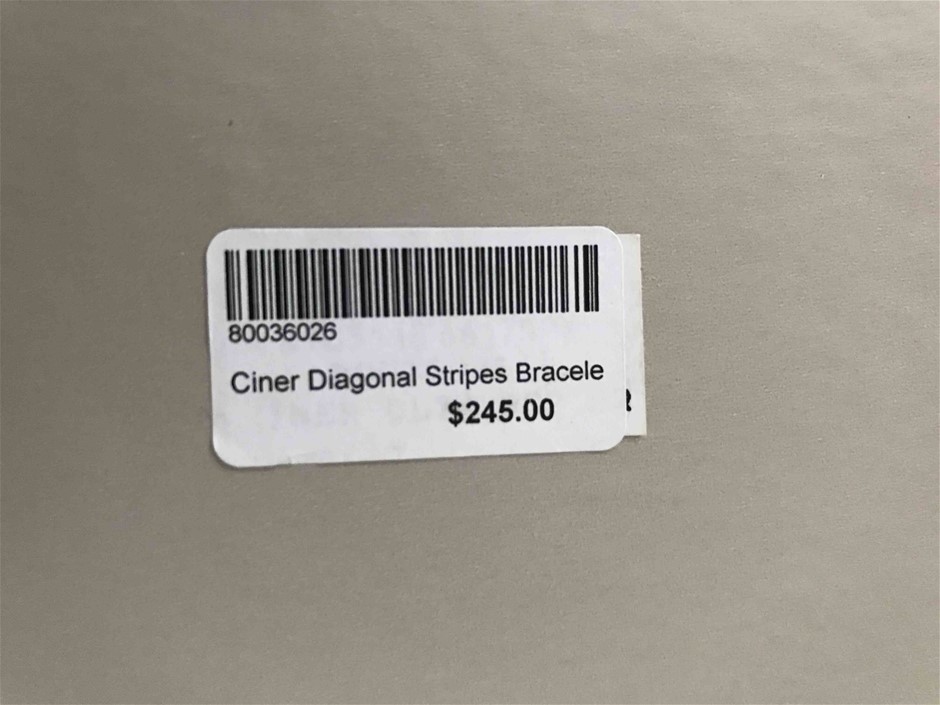 80036026
Ciner Diagonal Stripes Bracele
$245.00